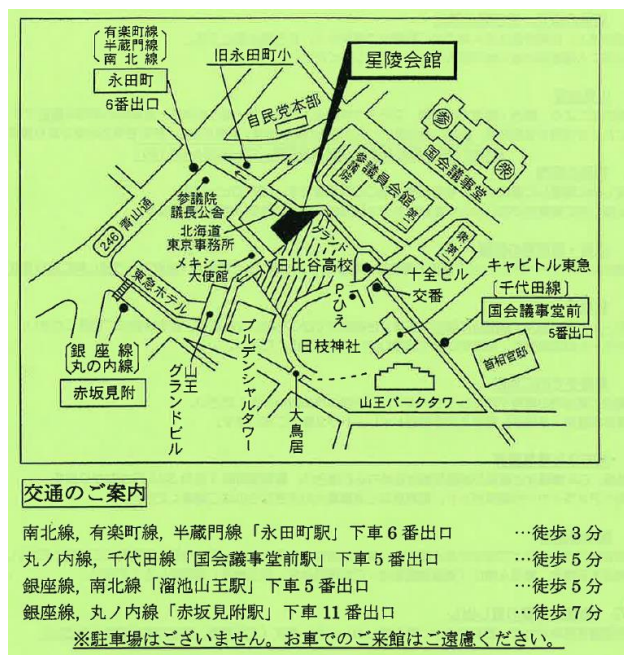 有楽町線
半蔵門線
南北線
永田町
6番出口
旧永田町小
星陵会館
自民党本部
参
衆
国会議事堂
参議院
議員会館
第二
衆
第一
参議院
議長公舎
北海道
東京事務所
メキシコ
大使館
246 青山通
グランド
日比谷高校
十全ビル
交番
キャピトル東急
千代田線
国会議事堂前
5番出口
東急ホテル
Pひえ
日枝神社
首相官邸
銀座線
丸の内線
赤坂見附
山王
グランドビル
プルデンシャルタワー
大鳥居
山王パークタワー
交通のご案内
南北線, 有楽町線, 半蔵門線「永田町駅」下車6番出口 …徒歩3分
丸ノ内線, 千代田線「国会議事堂前駅」下車5番出口 …徒歩5分
銀座線, 南北線「溜池山王駅」下車5番出口 …徒歩5分
銀座線, 丸ノ内線「赤坂見附駅」下車11番出口 …徒歩7分
※駐車場はございません。お車でのご来館はご遠慮ください。